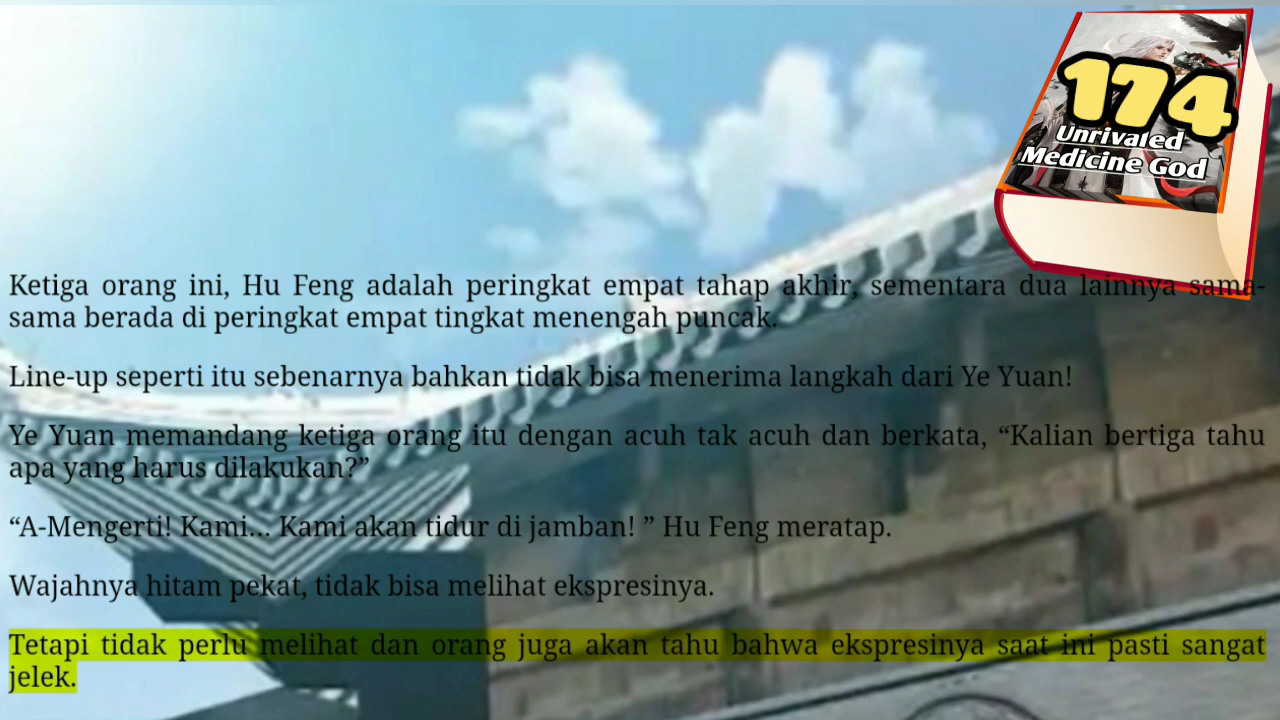 174
Unrivaled
Medicine God
Ketiga orang ini, Hu Feng adalah peringkat empat tahap akhir, sementara dua lainnya sama-
sama berada di peringkat empat tingkat menengah puncak.
Line-up seperti itu sebenarnya bahkan tidak bisa menerima langkah dari Ye Yuan!
Ye Yuan memandang ketiga orang itu dengan acuh tak acuh dan berkata, “Kalian bertiga tahu
apa yang harus dilakukan?”
“A-Mengerti! Kami... Kami akan tidur di jamban! ” Hu Feng meratap.
Wajahnya hitam pekat, tidak bisa melihat ekspresinya.
Tetapi tidak perlu melihat dan orang juga akan tahu bahwa ekspresinya saat ini pasti sangat
jelek.